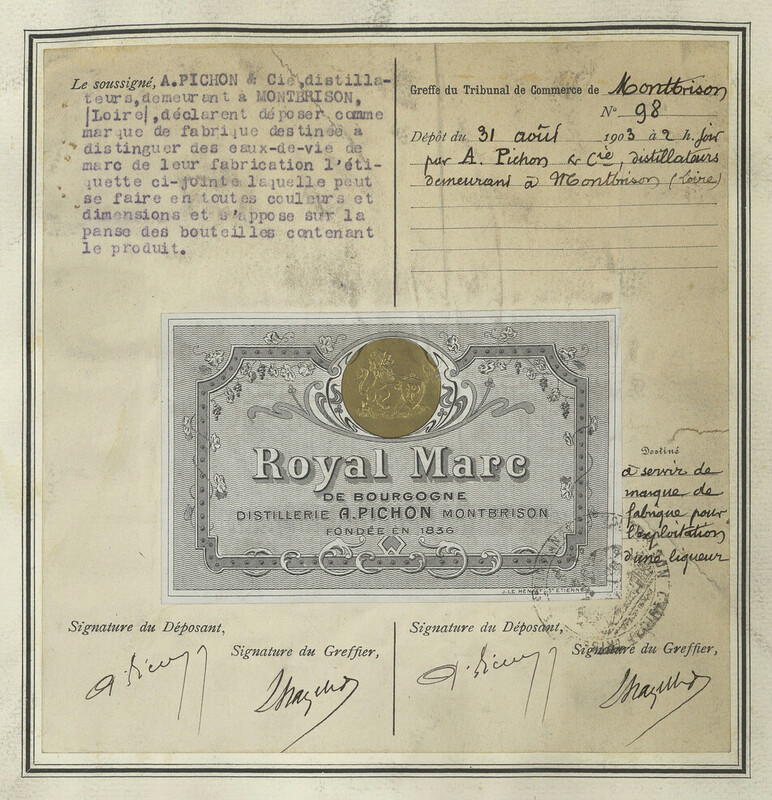 Le soussigné, A.PICHON & Cie,distilla-
teurs,demeurant à MONTBRISON,
|Loire|,déclarent déposer comme
marque de fabrique destinée à
distinguer des eaux-de-vie de
marc de leur fabrication l'éti-
quette ci-jointe laquelle peut
se faire en toutes couleurs et
dimensions et s'appose sur la
panse des bouteilles contenant
le produit.
Greffe du Tribunal de Commerce de Montbrison
N° 98
Dépôt du 31 août 1903 à 2 h. soir
par A. Pichon & Cie, distillateurs
demeurant à Montbrison (Loire)
Royal Marc
DE BOURGOGNE
DISTILLERIE A.PICHON MONTBRISON
FONDÉE EN 1836
Destiné
à servir de
marque de
fabrique pour
l'exploitation
d'une liqueur
Signature du Déposant,
Signature du Greffier,
Signature du Déposant,
Signature du Greffier,